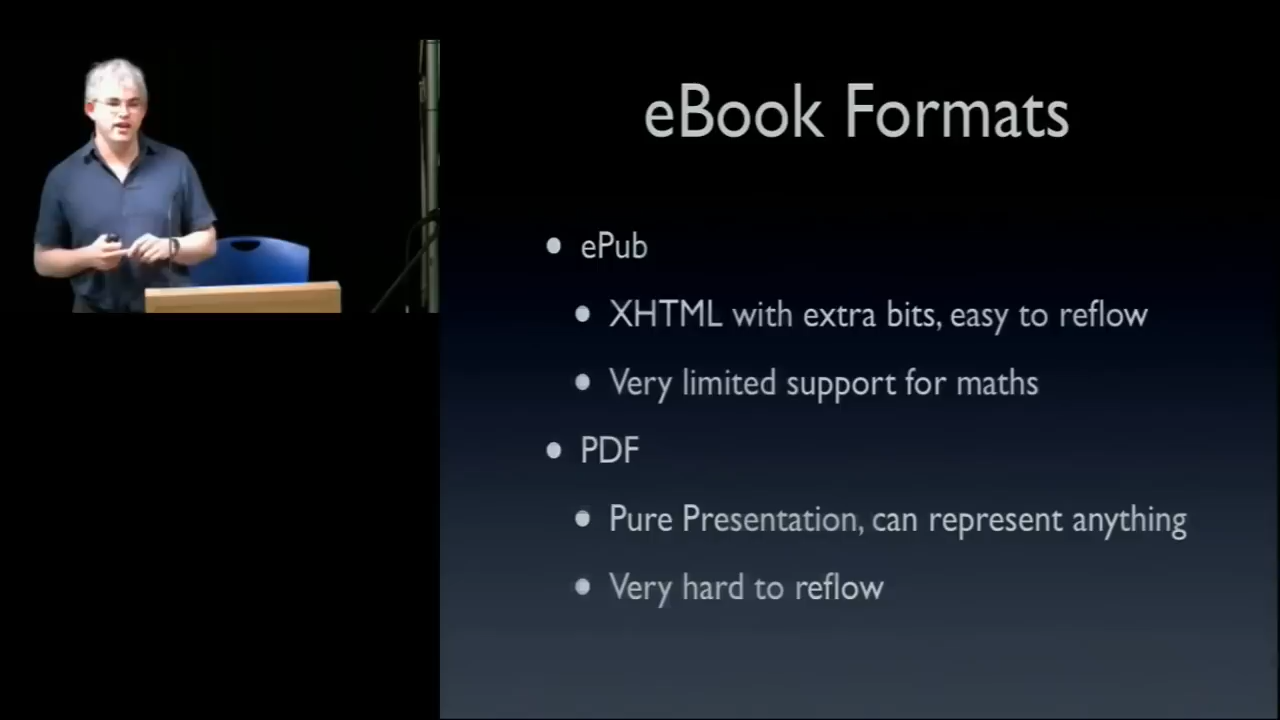 eBook Formats
• ePub
• XHTML with extra bits, easy to reflow
• Very limited support for maths
• PDF
• Pure Presentation, can represent anything
• Very hard to reflow